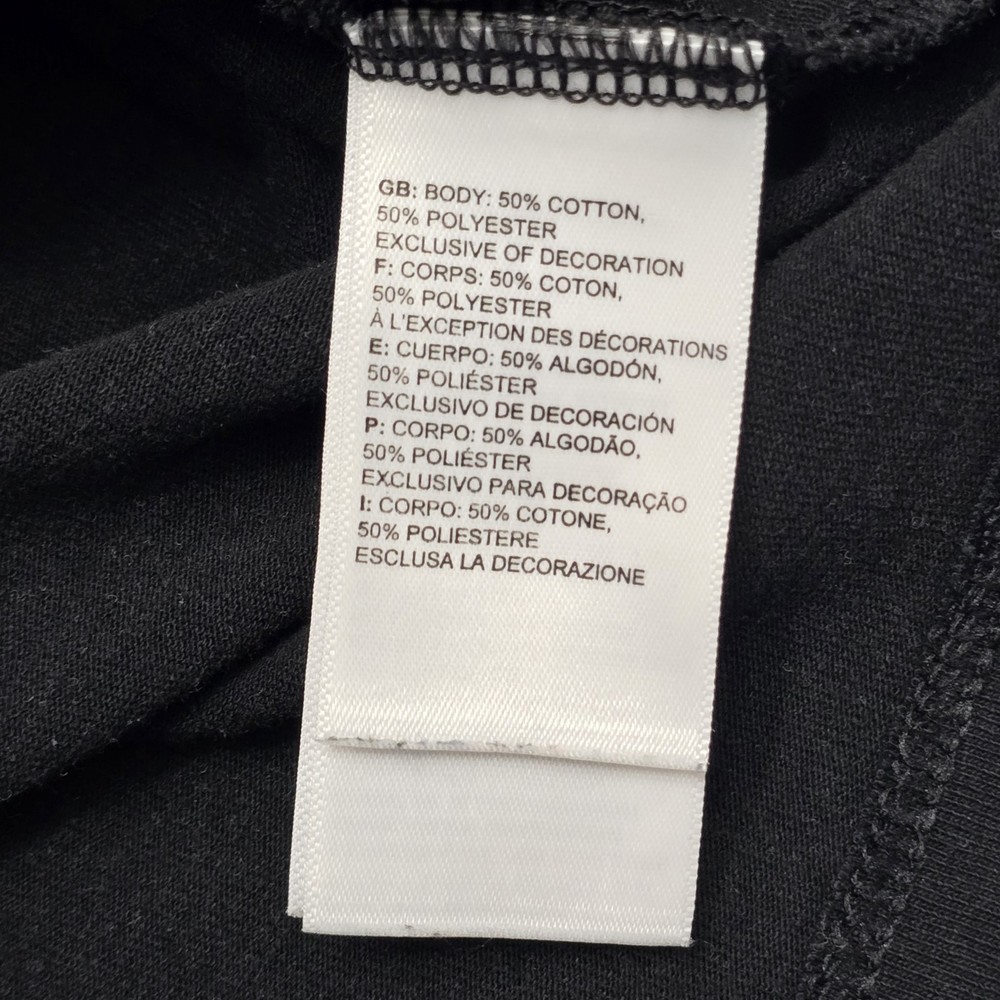 GB: BODY: 50% COTTON,
50% POLYESTER
EXCLUSIVE OF DECORATION
F: CORPS: 50% COTON,
50% POLYESTER
À L'EXCEPTION DES DÉCORATIONS
E: CUERPO: 50% ALGODÓN,
50% POLIÉSTER
EXCLUSIVO DE DECORACIÓN
P: CORPO: 50% ALGODÃO,
50% POLIÉSTER
EXCLUSIVO PARA DECORAÇÃO
I: CORPO: 50% COTONE,
50% POLIESTERE
ESCLUSA LA DECORAZIONE